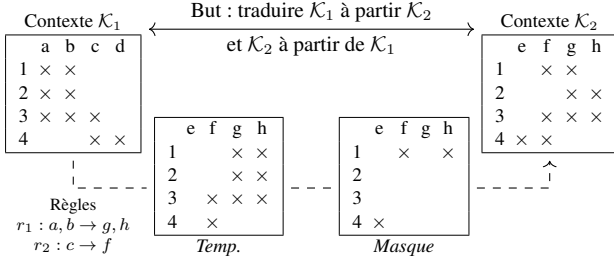 Contexte K₁
But : traduire K₁ à partir K₂
et K₂ à partir de K₁
Contexte K₂
a b c d
1 × ×
2 × ×
3 × × ×
4 × ×
e f g h
1 × ×
2 × ×
3 × × ×
4 × ×
Règles
r₁ : a, b → g, h
r₂ : c → f
e f g h
1 × ×
2 × ×
3 × × ×
4 ×
Temp.
e f g h
1 × ×
2
3
4 ×
Masque